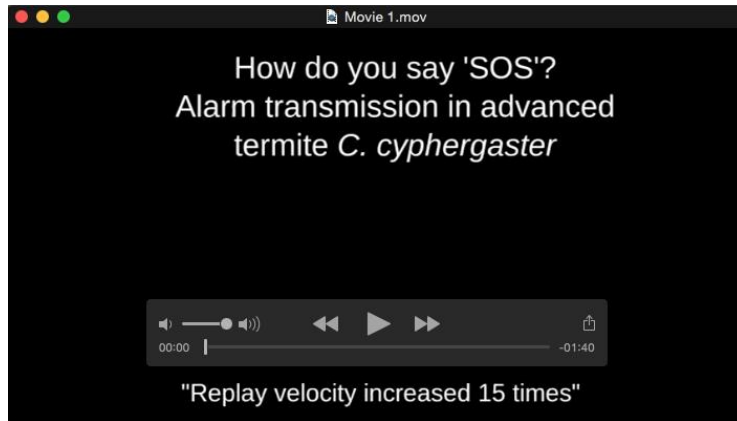 Movie 1.mov
How do you say 'SOS'?
Alarm transmission in advanced
termite C. cyphergaster
00:00
-01:40
"Replay velocity increased 15 times"